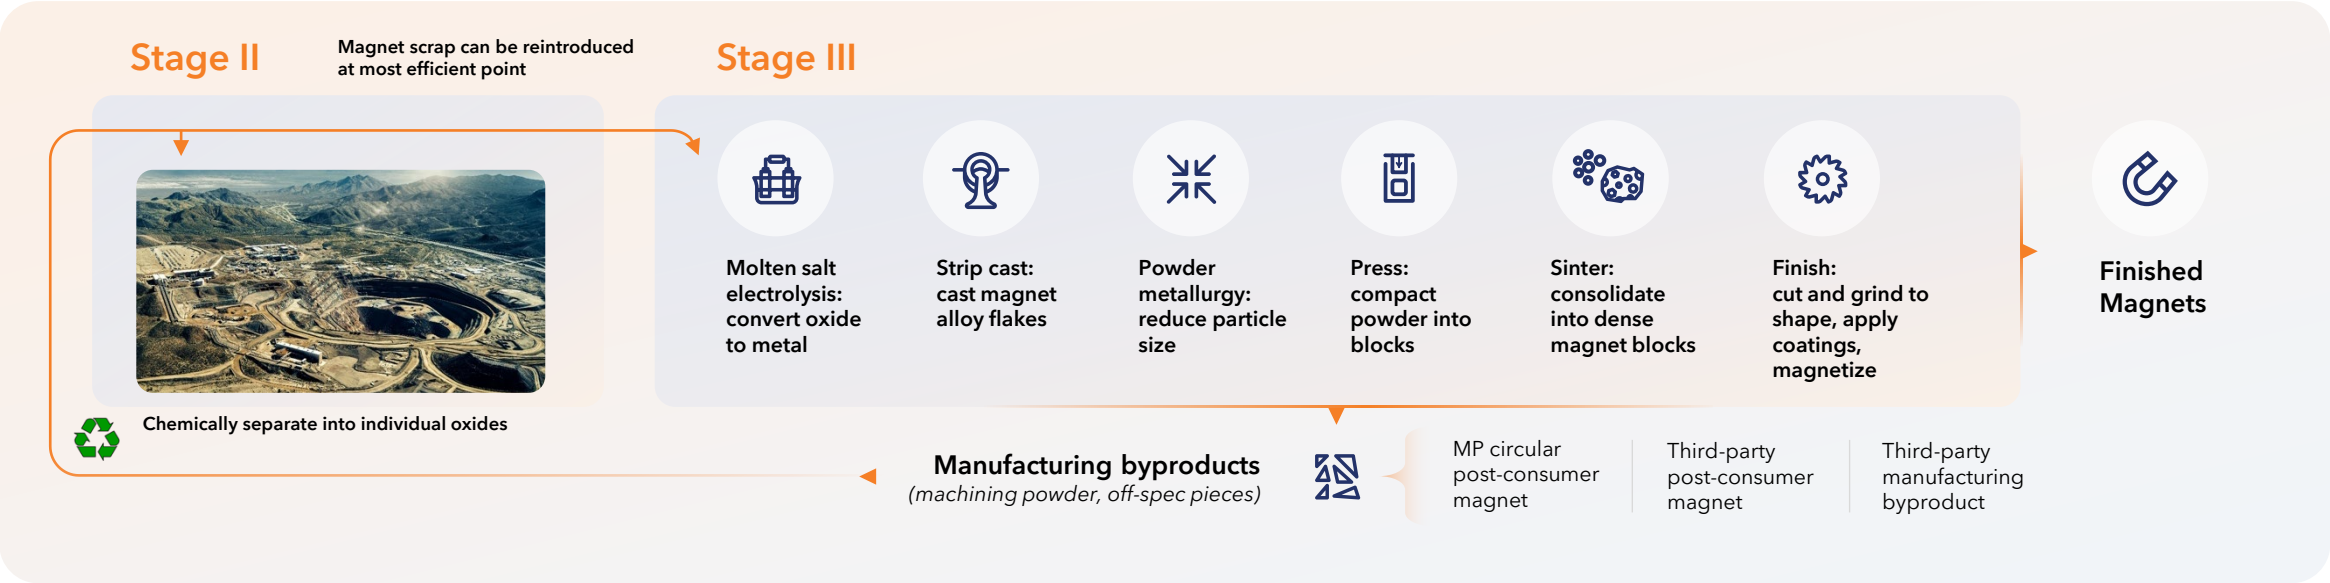 Stage II
Magnet scrap can be reintroduced
at most efficient point
Stage III
Molten salt
electrolysis:
convert oxide
to metal
Strip cast:
cast magnet
alloy flakes
Powder
metallurgy:
reduce particle
size
Press:
compact
powder into
blocks
Sinter:
consolidate
into dense
magnet blocks
Finish:
cut and grind to
shape, apply
coatings,
magnetize
Finished
Magnets
Chemically separate into individual oxides
Manufacturing byproducts
(machining powder, off-spec pieces)
MP circular
post-consumer
magnet
Third-party
post-consumer
magnet
Third-party
manufacturing
byproduct